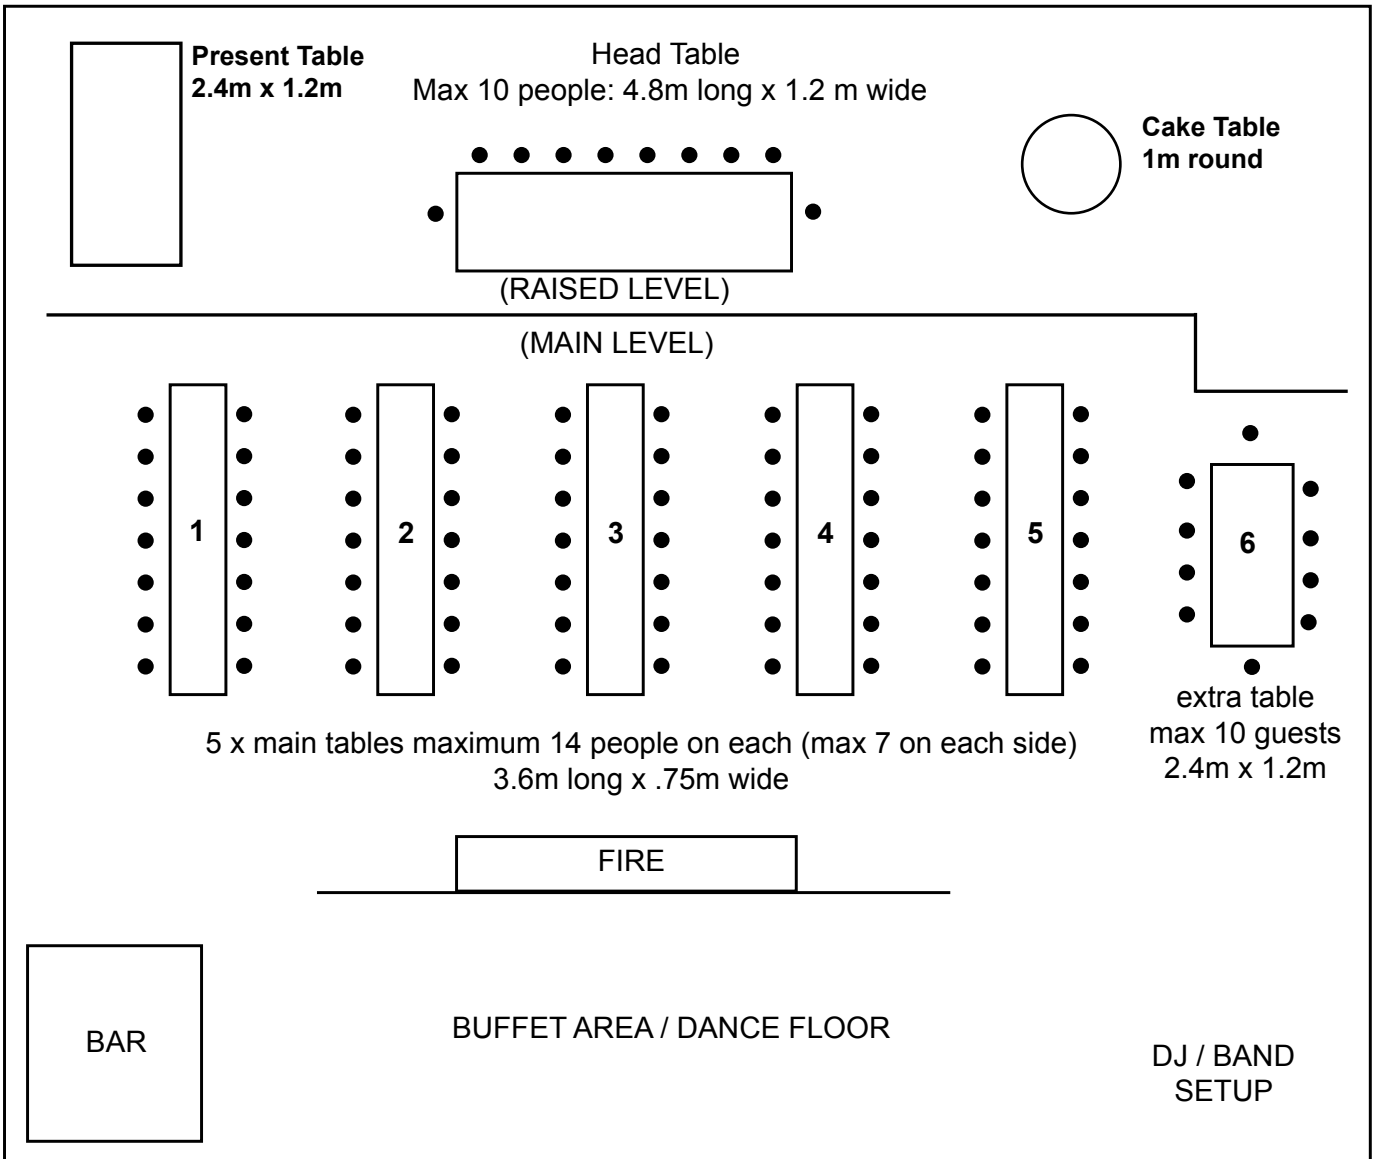 Present Table
2.4m x 1.2m
Head Table
Max 10 people: 4.8m long x 1.2 m wide
Cake Table
1m round
(RAISED LEVEL)
(MAIN LEVEL)
1
2
3
4
5
6
extra table
max 10 guests
2.4m x 1.2m
5 x main tables maximum 14 people on each (max 7 on each side)
3.6m long x .75m wide
FIRE
BAR
BUFFET AREA / DANCE FLOOR
DJ / BAND
SETUP